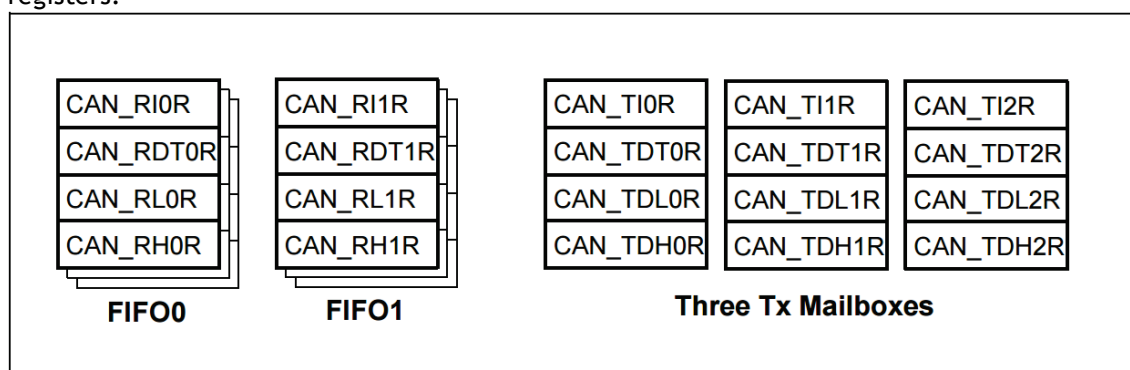 registers:
CAN_RI0R
CAN_RDT0R
CAN_RL0R
CAN_RH0R
FIFO0
CAN_RI1R
CAN_RDT1R
CAN_RL1R
CAN_RH1R
FIFO1
CAN_TI0R
CAN_TDT0R
CAN_TDL0R
CAN_TDH0R
CAN_TI1R
CAN_TDT1R
CAN_TDL1R
CAN_TDH1R
CAN_TI2R
CAN_TDT2R
CAN_TDL2R
CAN_TDH2R
Three Tx Mailboxes